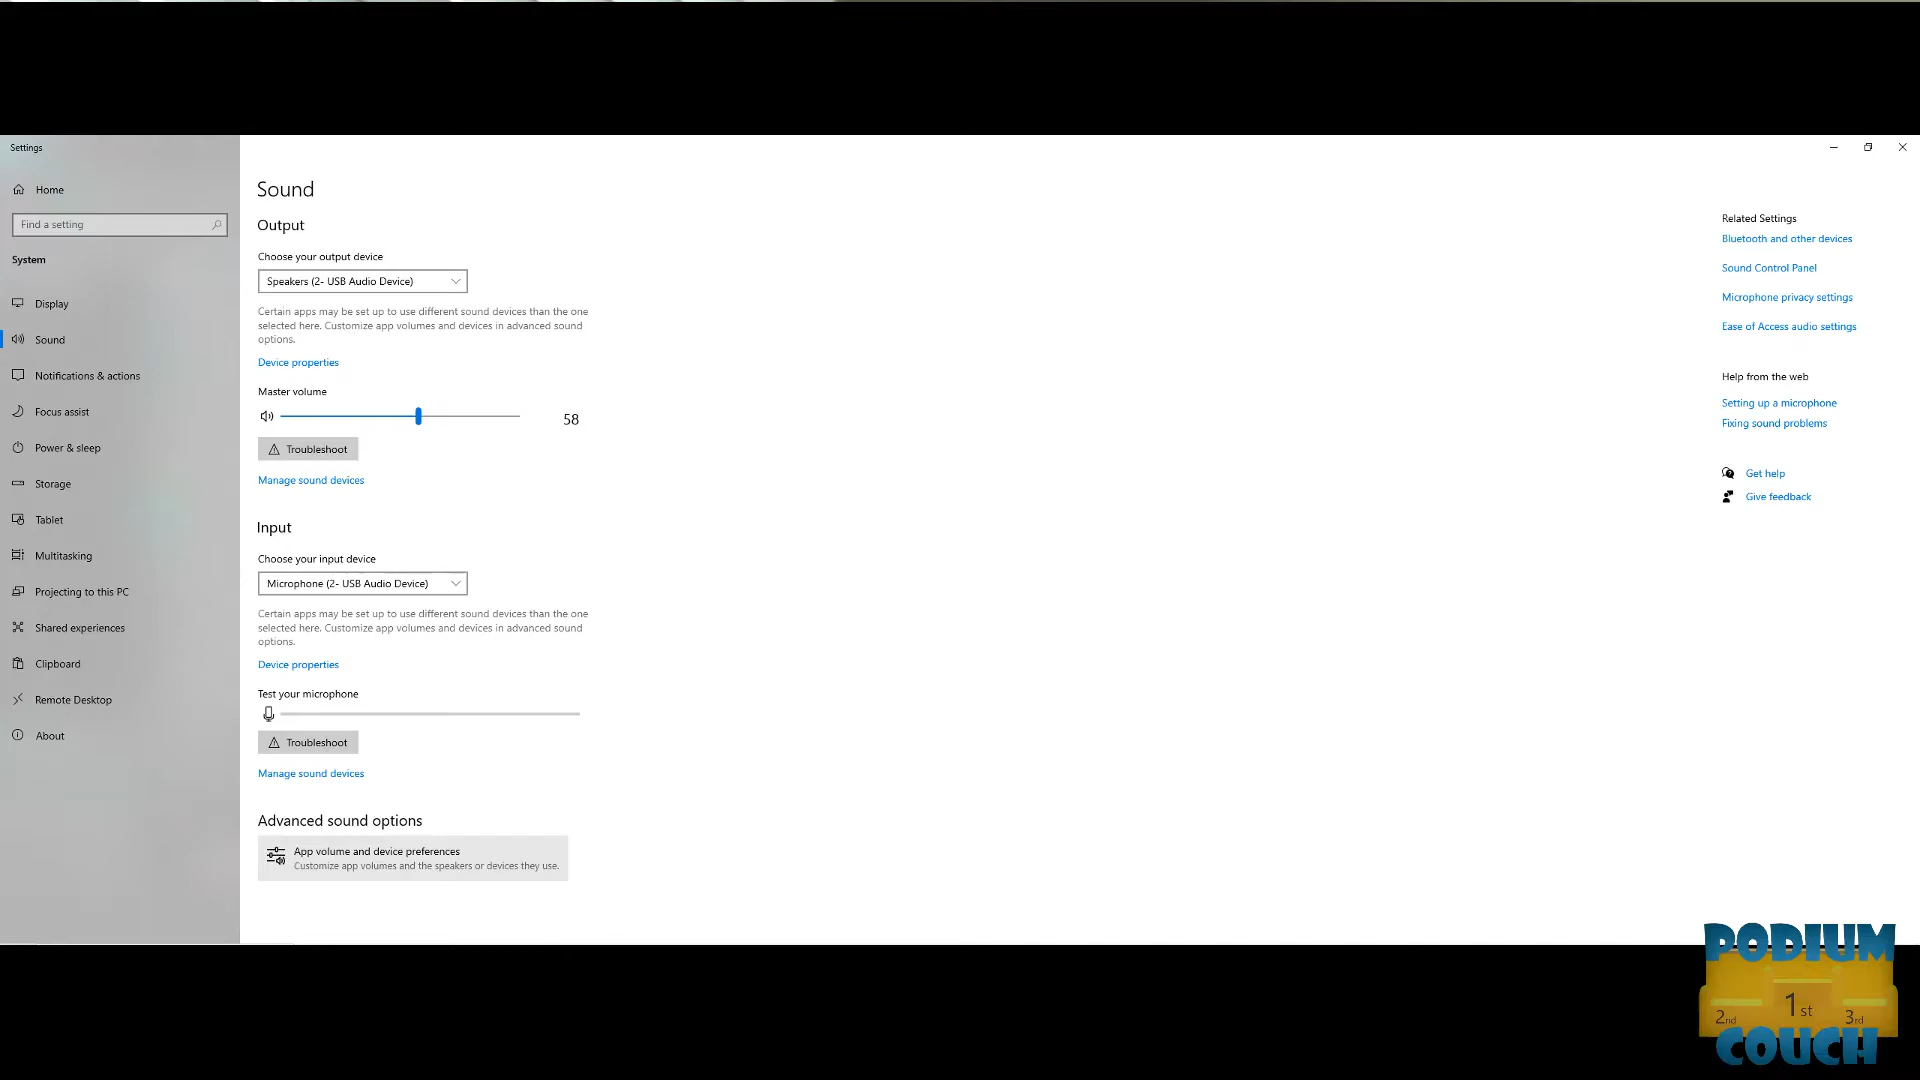 Settings
Home
Find a setting
System
Display
Sound
Notifications & actions
Focus assist
Power & sleep
Storage
Tablet
Multitasking
Projecting to this PC
Shared experiences
Clipboard
Remote Desktop
About
Sound
Output
Choose your output device
Speakers (2- USB Audio Device)
Certain apps may be set up to use different sound devices than the one
selected here. Customize app volumes and devices in advanced sound
options.
Device properties
Master volume
58
Troubleshoot
Manage sound devices
Input
Choose your input device
Microphone (2- USB Audio Device)
Certain apps may be set up to use different sound devices than the one
selected here. Customize app volumes and devices in advanced sound
options.
Device properties
Test your microphone
Troubleshoot
Manage sound devices
Advanced sound options
App volume and device preferences
Customize app volumes and the speakers or devices they use.
Related Settings
Bluetooth and other devices
Sound Control Panel
Microphone privacy settings
Ease of Access audio settings
Help from the web
Setting up a microphone
Fixing sound problems
Get help
Give feedback
PODIUM
2nd 1st 3rd
COUCH